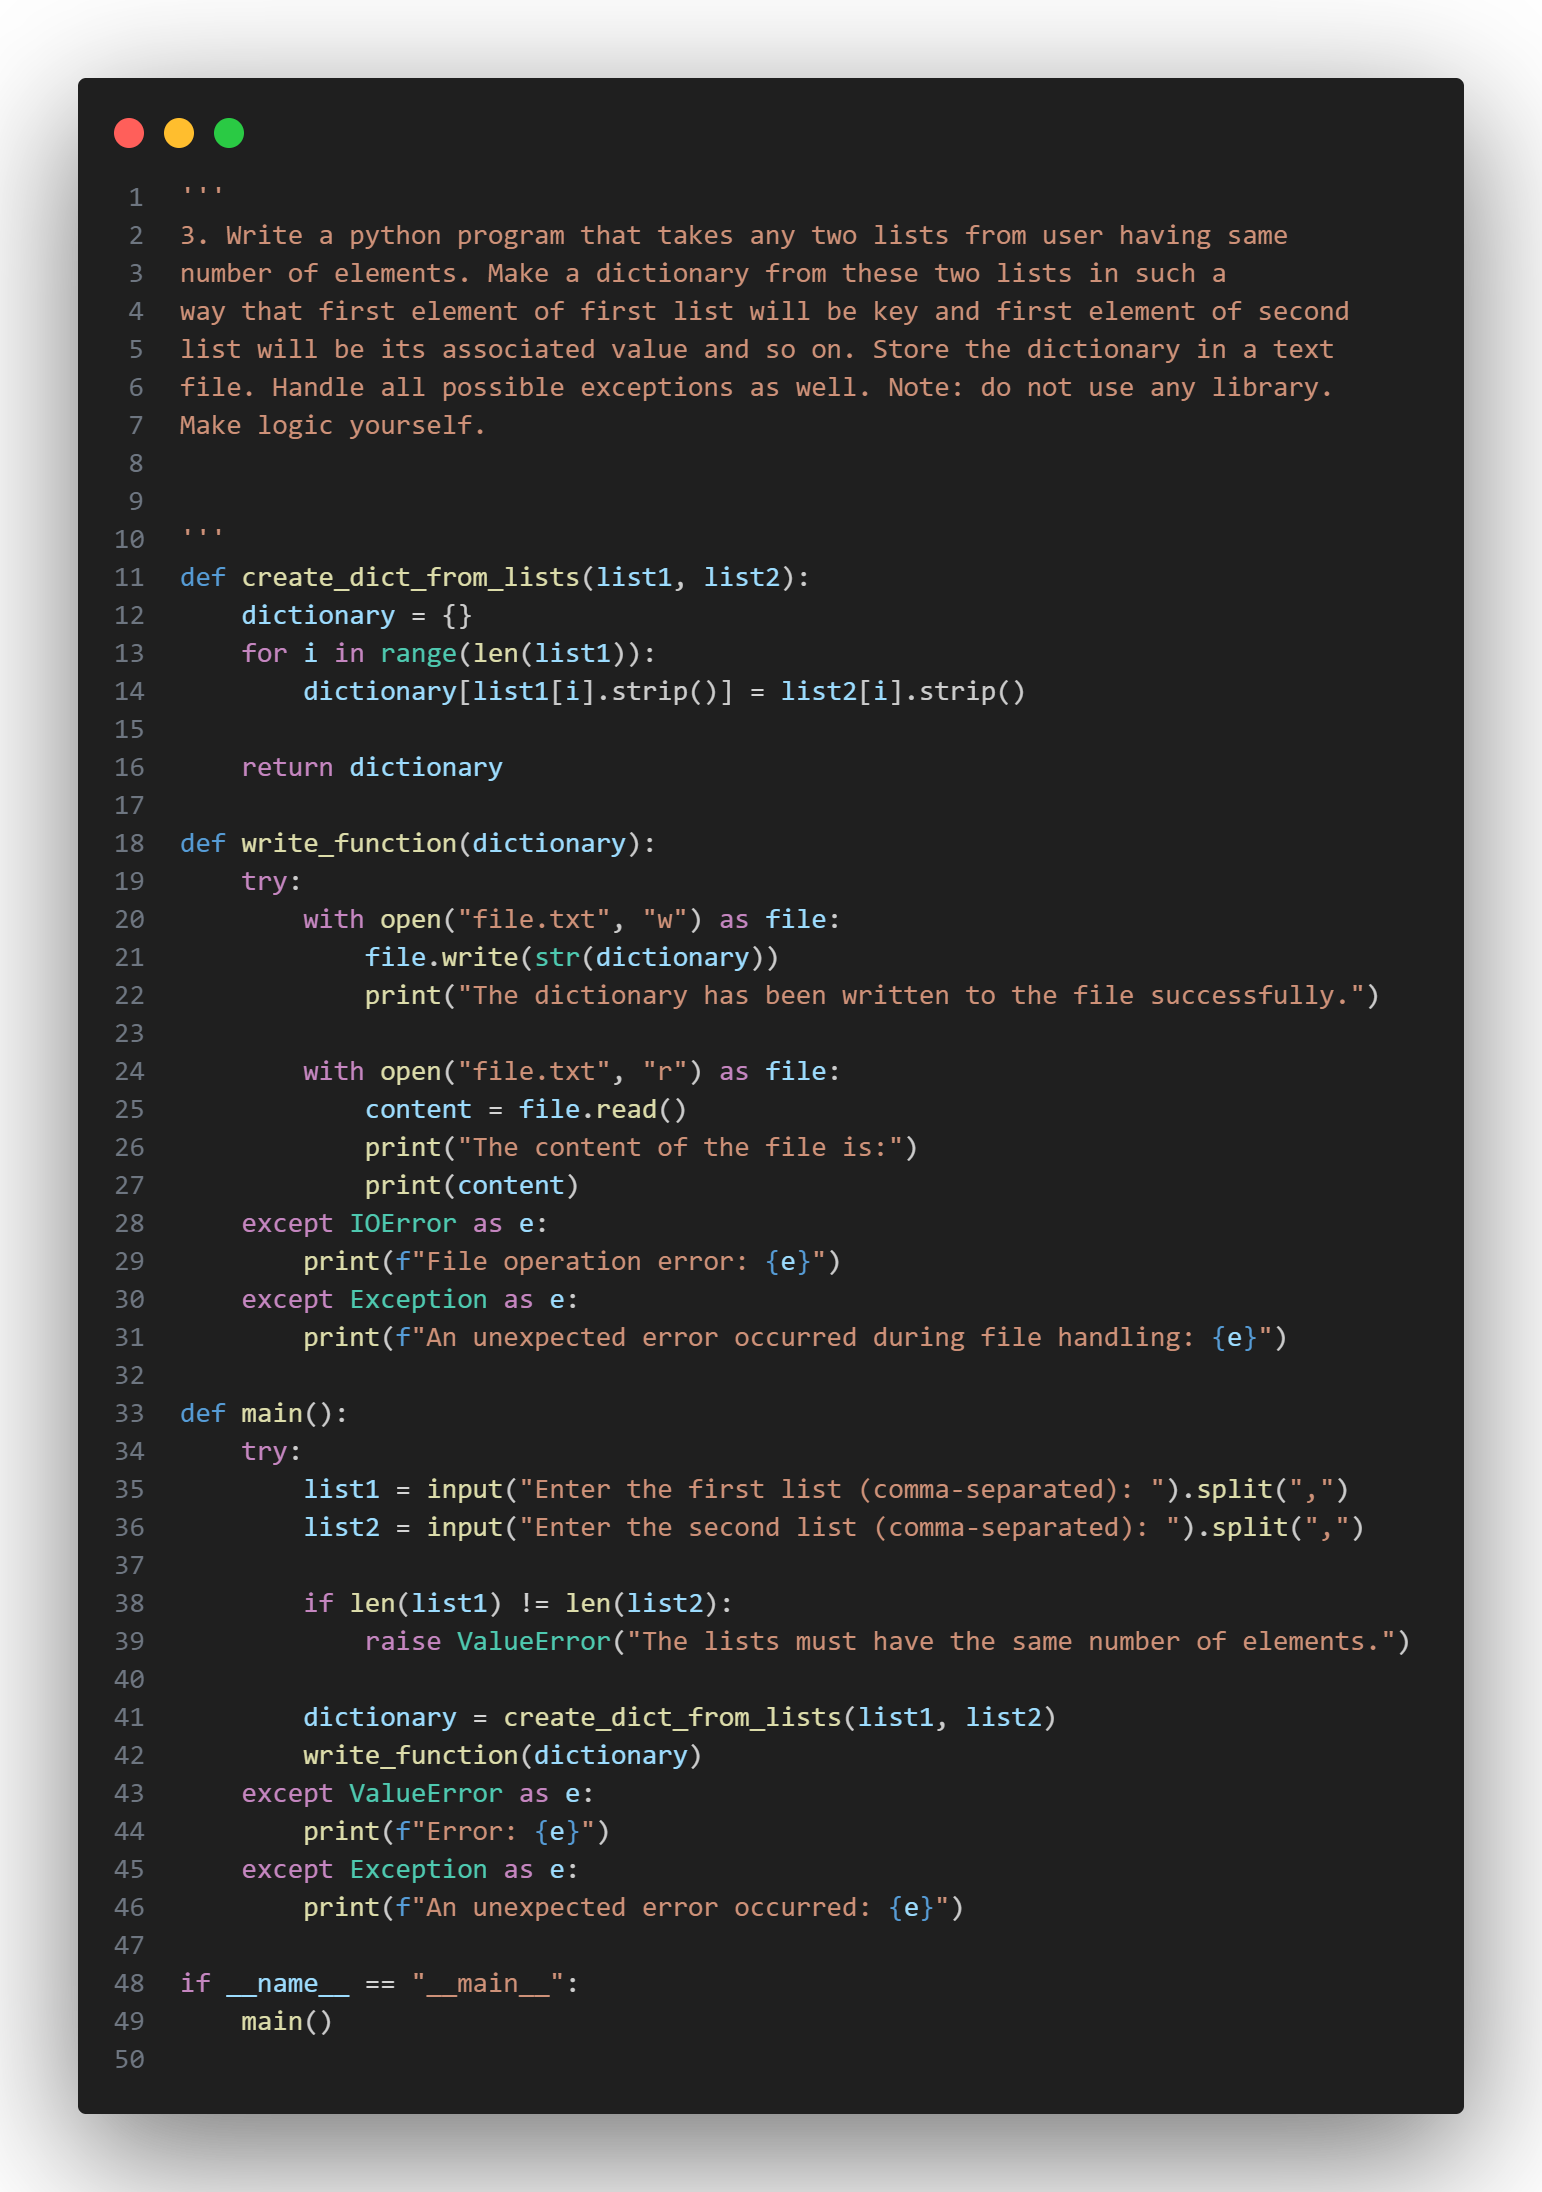 1 '''
2 3. Write a python program that takes any two lists from user having same
3 number of elements. Make a dictionary from these two lists in such a
4 way that first element of first list will be key and first element of second
5 list will be its associated value and so on. Store the dictionary in a text
6 file. Handle all possible exceptions as well. Note: do not use any library.
7 Make logic yourself.
8
9
10 '''
11 def create_dict_from_lists(list1, list2):
12     dictionary = {}
13     for i in range(len(list1)):
14         dictionary[list1[i].strip()] = list2[i].strip()
15
16     return dictionary
17
18 def write_function(dictionary):
19     try:
20         with open("file.txt", "w") as file:
21             file.write(str(dictionary))
22             print("The dictionary has been written to the file successfully.")
23
24         with open("file.txt", "r") as file:
25             content = file.read()
26             print("The content of the file is:")
27             print(content)
28     except IOError as e:
29         print(f"File operation error: {e}")
30     except Exception as e:
31         print(f"An unexpected error occurred during file handling: {e}")
32
33 def main():
34     try:
35         list1 = input("Enter the first list (comma-separated): ").split(",")
36         list2 = input("Enter the second list (comma-separated): ").split(",")
37
38         if len(list1) != len(list2):
39             raise ValueError("The lists must have the same number of elements.")
40
41         dictionary = create_dict_from_lists(list1, list2)
42         write_function(dictionary)
43     except ValueError as e:
44         print(f"Error: {e}")
45     except Exception as e:
46         print(f"An unexpected error occurred: {e}")
47
48 if __name__ == "__main__":
49     main()
50